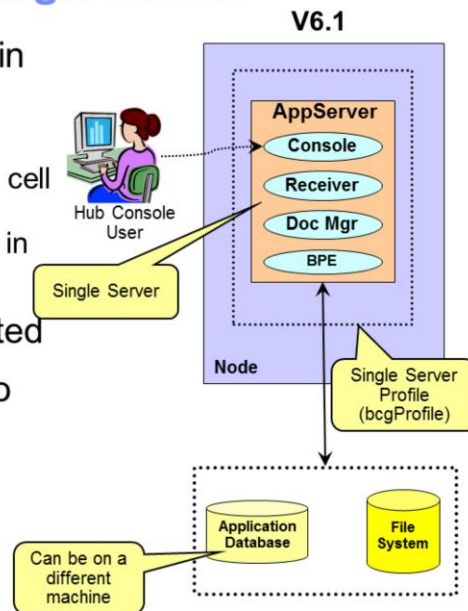 V6.1
in
cell
in
ted
Hub Console
User
AppServer
Console
Receiver
Doc Mgr
BPE
Single Server
Node
Single Server
Profile
(bcgProfile)
Application
Database
File
System
Can be on a
different
machine